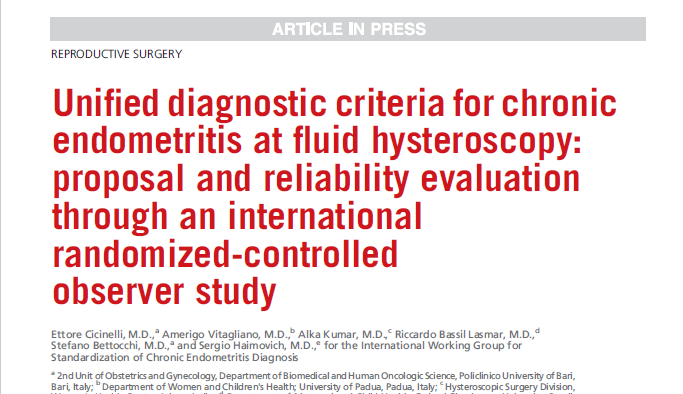 ARTICLE IN PRESS
REPRODUCTIVE SURGERY
Unified diagnostic criteria for chronic
endometritis at fluid hysteroscopy:
proposal and reliability evaluation
through an international
randomized-controlled
observer study
Ettore Cicinelli, M.D.,a Amerigo Vitagliano, M.D.,b Alka Kumar, M.D.,c Riccardo Bassil Lasmar, M.D.,d
Stefano Bettocchi, M.D.,a and Sergio Haimovich, M.D.,e for the International Working Group for
Standardization of Chronic Endometritis Diagnosis
a 2nd Unit of Obstetrics and Gynecology, Department of Biomedical and Human Oncologic Science, Policlinico University of Bari,
Bari, Italy; b Department of Women and Children's Health; University of Padua, Padua, Italy; c Hysteroscopic Surgery Division,